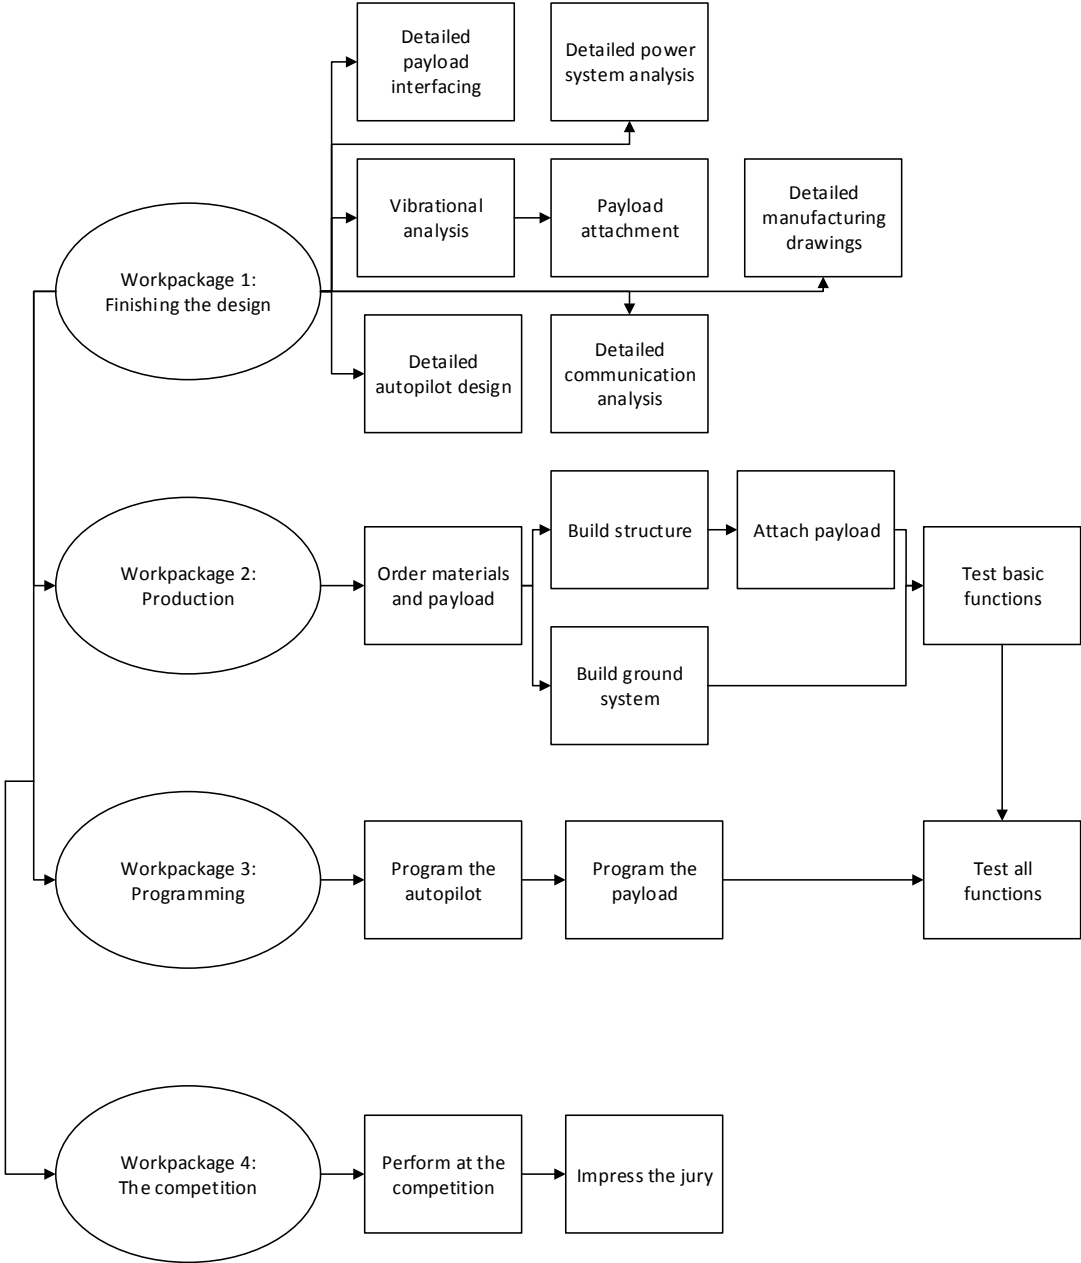 Detailed
payload
interfacing
Detailed power
system analysis
Vibrational
analysis
Payload
attachment
Detailed
manufacturing
drawings
Workpackage 1:
Finishing the design
Detailed
autopilot design
Detailed
communication
analysis
Workpackage 2:
Production
Order materials
and payload
Build structure
Attach payload
Build ground
system
Test basic
functions
Workpackage 3:
Programming
Program the
autopilot
Program the
payload
Test all
functions
Workpackage 4:
The competition
Perform at the
competition
Impress the jury